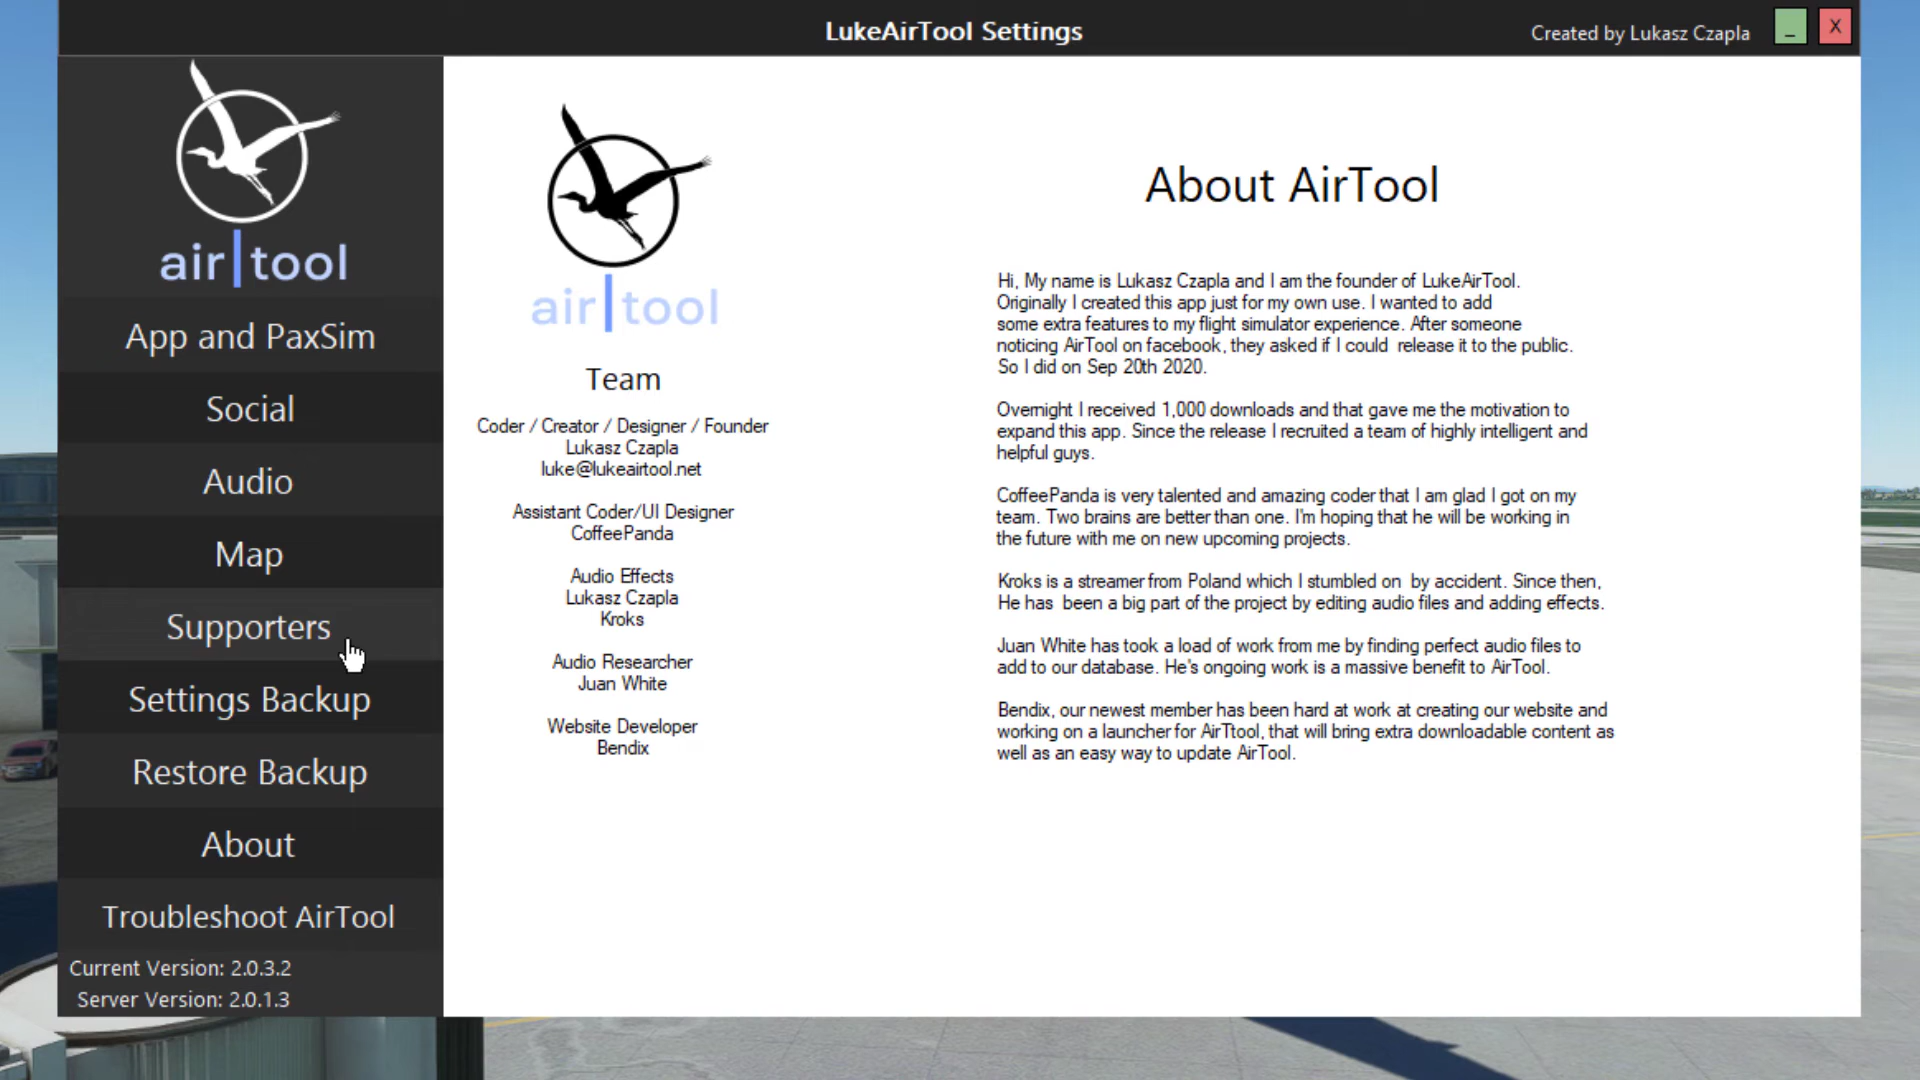 LukeAirTool Settings
Created by Lukasz Czapla
_
X
air|tool
App and PaxSim
Social
Audio
Map
Supporters
Settings Backup
Restore Backup
About
Troubleshoot AirTool
Current Version: 2.0.3.2
Server Version: 2.0.1.3
air|tool
Team
Coder / Creator / Designer / Founder
Lukasz Czapla
luke@lukeairtool.net
Assistant Coder/UI Designer
CoffeePanda
Audio Effects
Lukasz Czapla
Kroks
Audio Researcher
Juan White
Website Developer
Bendix
About AirTool
Hi, My name is Lukasz Czapla and I am the founder of LukeAirTool.
Originally I created this app just for my own use. I wanted to add
some extra features to my flight simulator experience. After someone
noticing AirTool on facebook, they asked if I could  release it to the public.
So I did on Sep 20th 2020.
Overnight I received 1,000 downloads and that gave me the motivation to
expand this app. Since the release I recruited a team of highly intelligent and
helpful guys.
CoffeePanda is very talented and amazing coder that I am glad I got on my
team. Two brains are better than one. I'm hoping that he will be working in
the future with me on new upcoming projects.
Kroks is a streamer from Poland which I stumbled on  by accident. Since then,
He has  been a big part of the project by editing audio files and adding effects.
Juan White has took a load of work from me by finding perfect audio files to
add to our database. He's ongoing work is a massive benefit to AirTool.
Bendix, our newest member has been hard at work at creating our website and
working on a launcher for AirTtool, that will bring extra downloadable content as
well as an easy way to update AirTool.